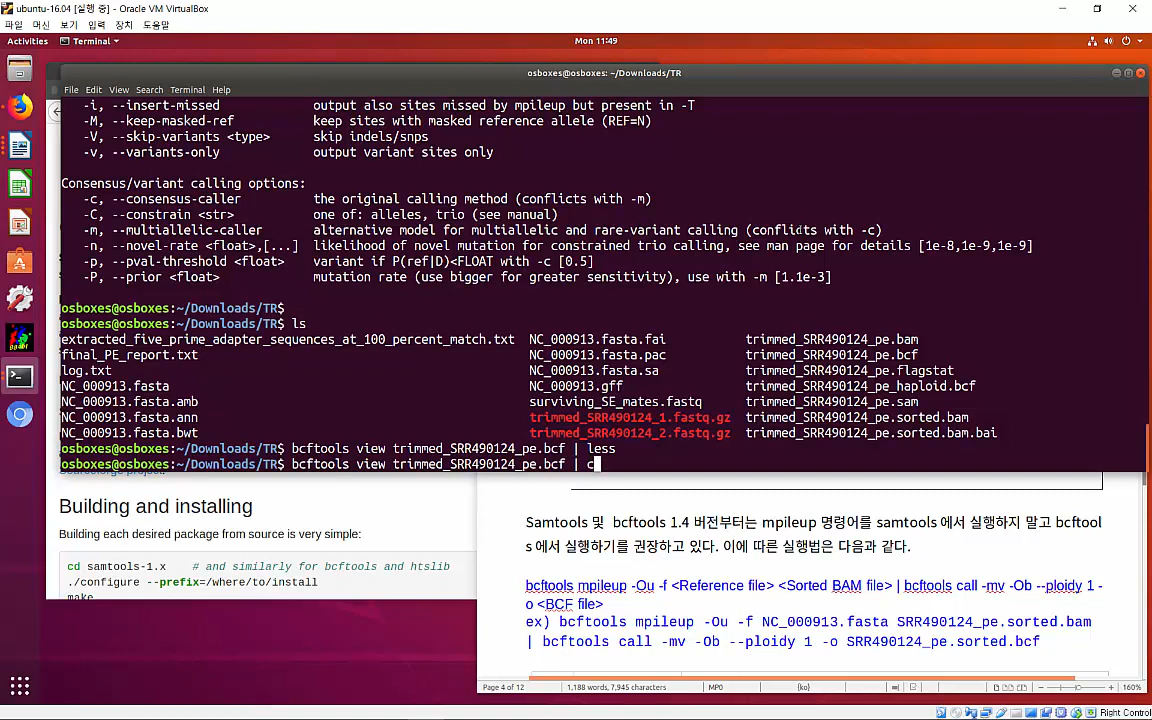 ubuntu-16.04 [실행 중] - Oracle VM VirtualBox
파일 머신 보기 입력 장치 도움말
Activities Terminal Mon 11:49
osboxes@osboxes: ~/Downloads/TR
File Edit View Search Terminal Help
-i, --insert-missed output also sites missed by mpileup but present in -T
-M, --keep-masked-ref keep sites with masked reference allele (REF=N)
-V, --skip-variants <type> skip indels/snps
-v, --variants-only output variant sites only
Consensus/variant calling options:
-c, --consensus-caller the original calling method (conflicts with -m)
-C, --constrain <str> one of: alleles, trio (see manual)
-m, --multiallelic-caller alternative model for multiallelic and rare-variant calling (conflicts with -c)
-n, --novel-rate <float>,[...] likelihood of novel mutation for constrained trio calling, see man page for details [1e-8,1e-9,1e-9]
-p, --pval-threshold <float> variant if P(ref|D)<FLOAT with -c [0.5]
-P, --prior <float> mutation rate (use bigger for greater sensitivity), use with -m [1.1e-3]
osboxes@osboxes:~/Downloads/TR$
osboxes@osboxes:~/Downloads/TR$ ls
extracted_five_prime_adapter_sequences_at_100_percent_match.txt NC_000913.fasta.fai trimmed_SRR490124_pe.bam
final_PE_report.txt NC_000913.fasta.pac trimmed_SRR490124_pe.bcf
log.txt NC_000913.fasta.sa trimmed_SRR490124_pe.flagstat
NC_000913.fasta NC_000913.gff trimmed_SRR490124_pe_haploid.bcf
NC_000913.fasta.amb surviving_SE_mates.fastq trimmed_SRR490124_pe.sam
NC_000913.fasta.ann trimmed_SRR490124_1.fastq.gz trimmed_SRR490124_pe.sorted.bam
NC_000913.fasta.bwt trimmed_SRR490124_2.fastq.gz trimmed_SRR490124_pe.sorted.bam.bai
osboxes@osboxes:~/Downloads/TR$ bcftools view trimmed_SRR490124_pe.bcf | less
osboxes@osboxes:~/Downloads/TR$ bcftools view trimmed_SRR490124_pe.bcf | c
Building and installing
Building each desired package from source is very simple:
cd samtools-1.x # and similarly for bcftools and htslib
./configure --prefix=/where/to/install
make
Samtools 및 bcftools 1.4 버전부터는 mpileup 명령어를 samtools 에서 실행하지 말고 bcftool
s 에서 실행하기를 권장하고 있다. 이에 따른 실행법은 다음과 같다.
bcftools mpileup -Ou -f <Reference file> <Sorted BAM file> | bcftools call -mv -Ob --ploidy 1 -
o <BCF file>
ex) bcftools mpileup -Ou -f NC_000913.fasta SRR490124_pe.sorted.bam
| bcftools call -mv -Ob --ploidy 1 -o SRR490124_pe.sorted.bcf
Page 4 of 12 1,188 words, 7,945 characters MP0 {ko} 160%
Right Control